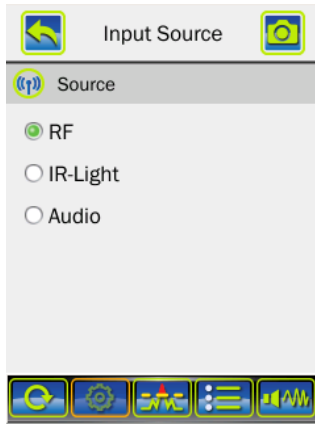 Input Source
Source
RF
IR-Light
Audio